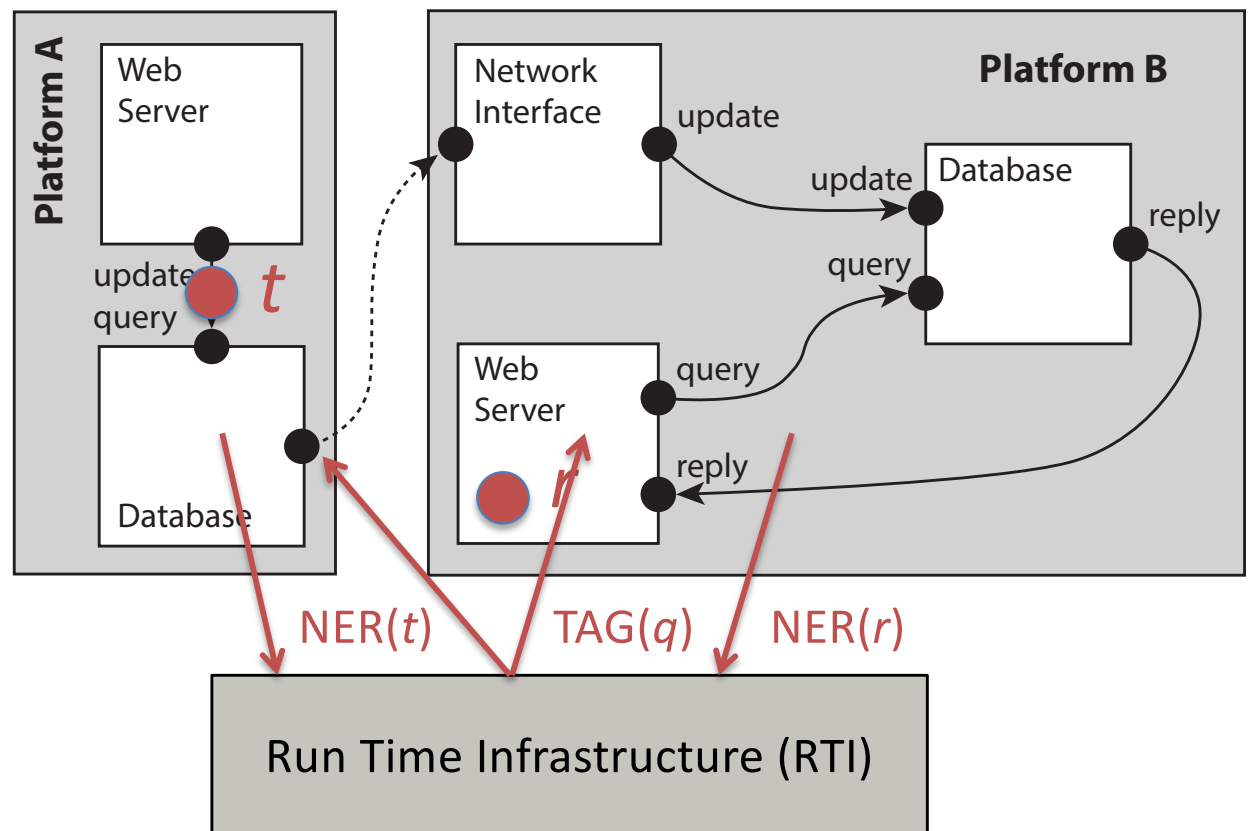 Platform A
Web
Server
update
query
t
Database
Platform B
Network
Interface
update
update
Database
query
reply
Web
Server
query
reply
r
NER(t)
TAG(q)
NER(r)
Run Time Infrastructure (RTI)